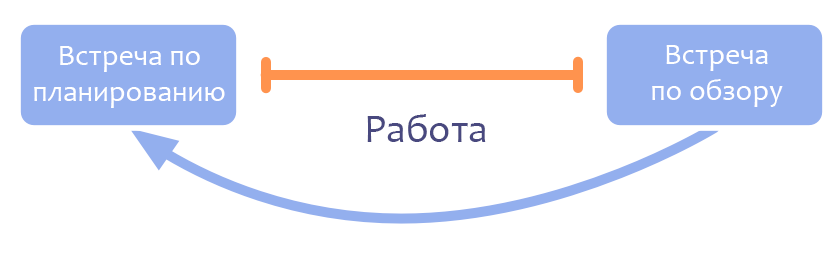 Встреча по
планированию
Встреча
по обзору
Работа